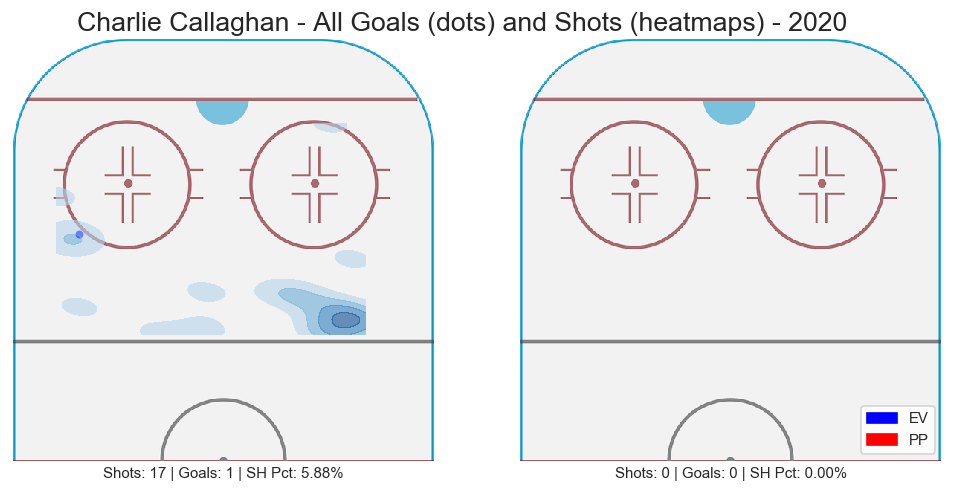 Charlie Callaghan - All Goals (dots) and Shots (heatmaps) - 2020
EV
PP
Shots: 17 | Goals: 1 | SH Pct: 5.88%
Shots: 0 | Goals: 0 | SH Pct: 0.00%